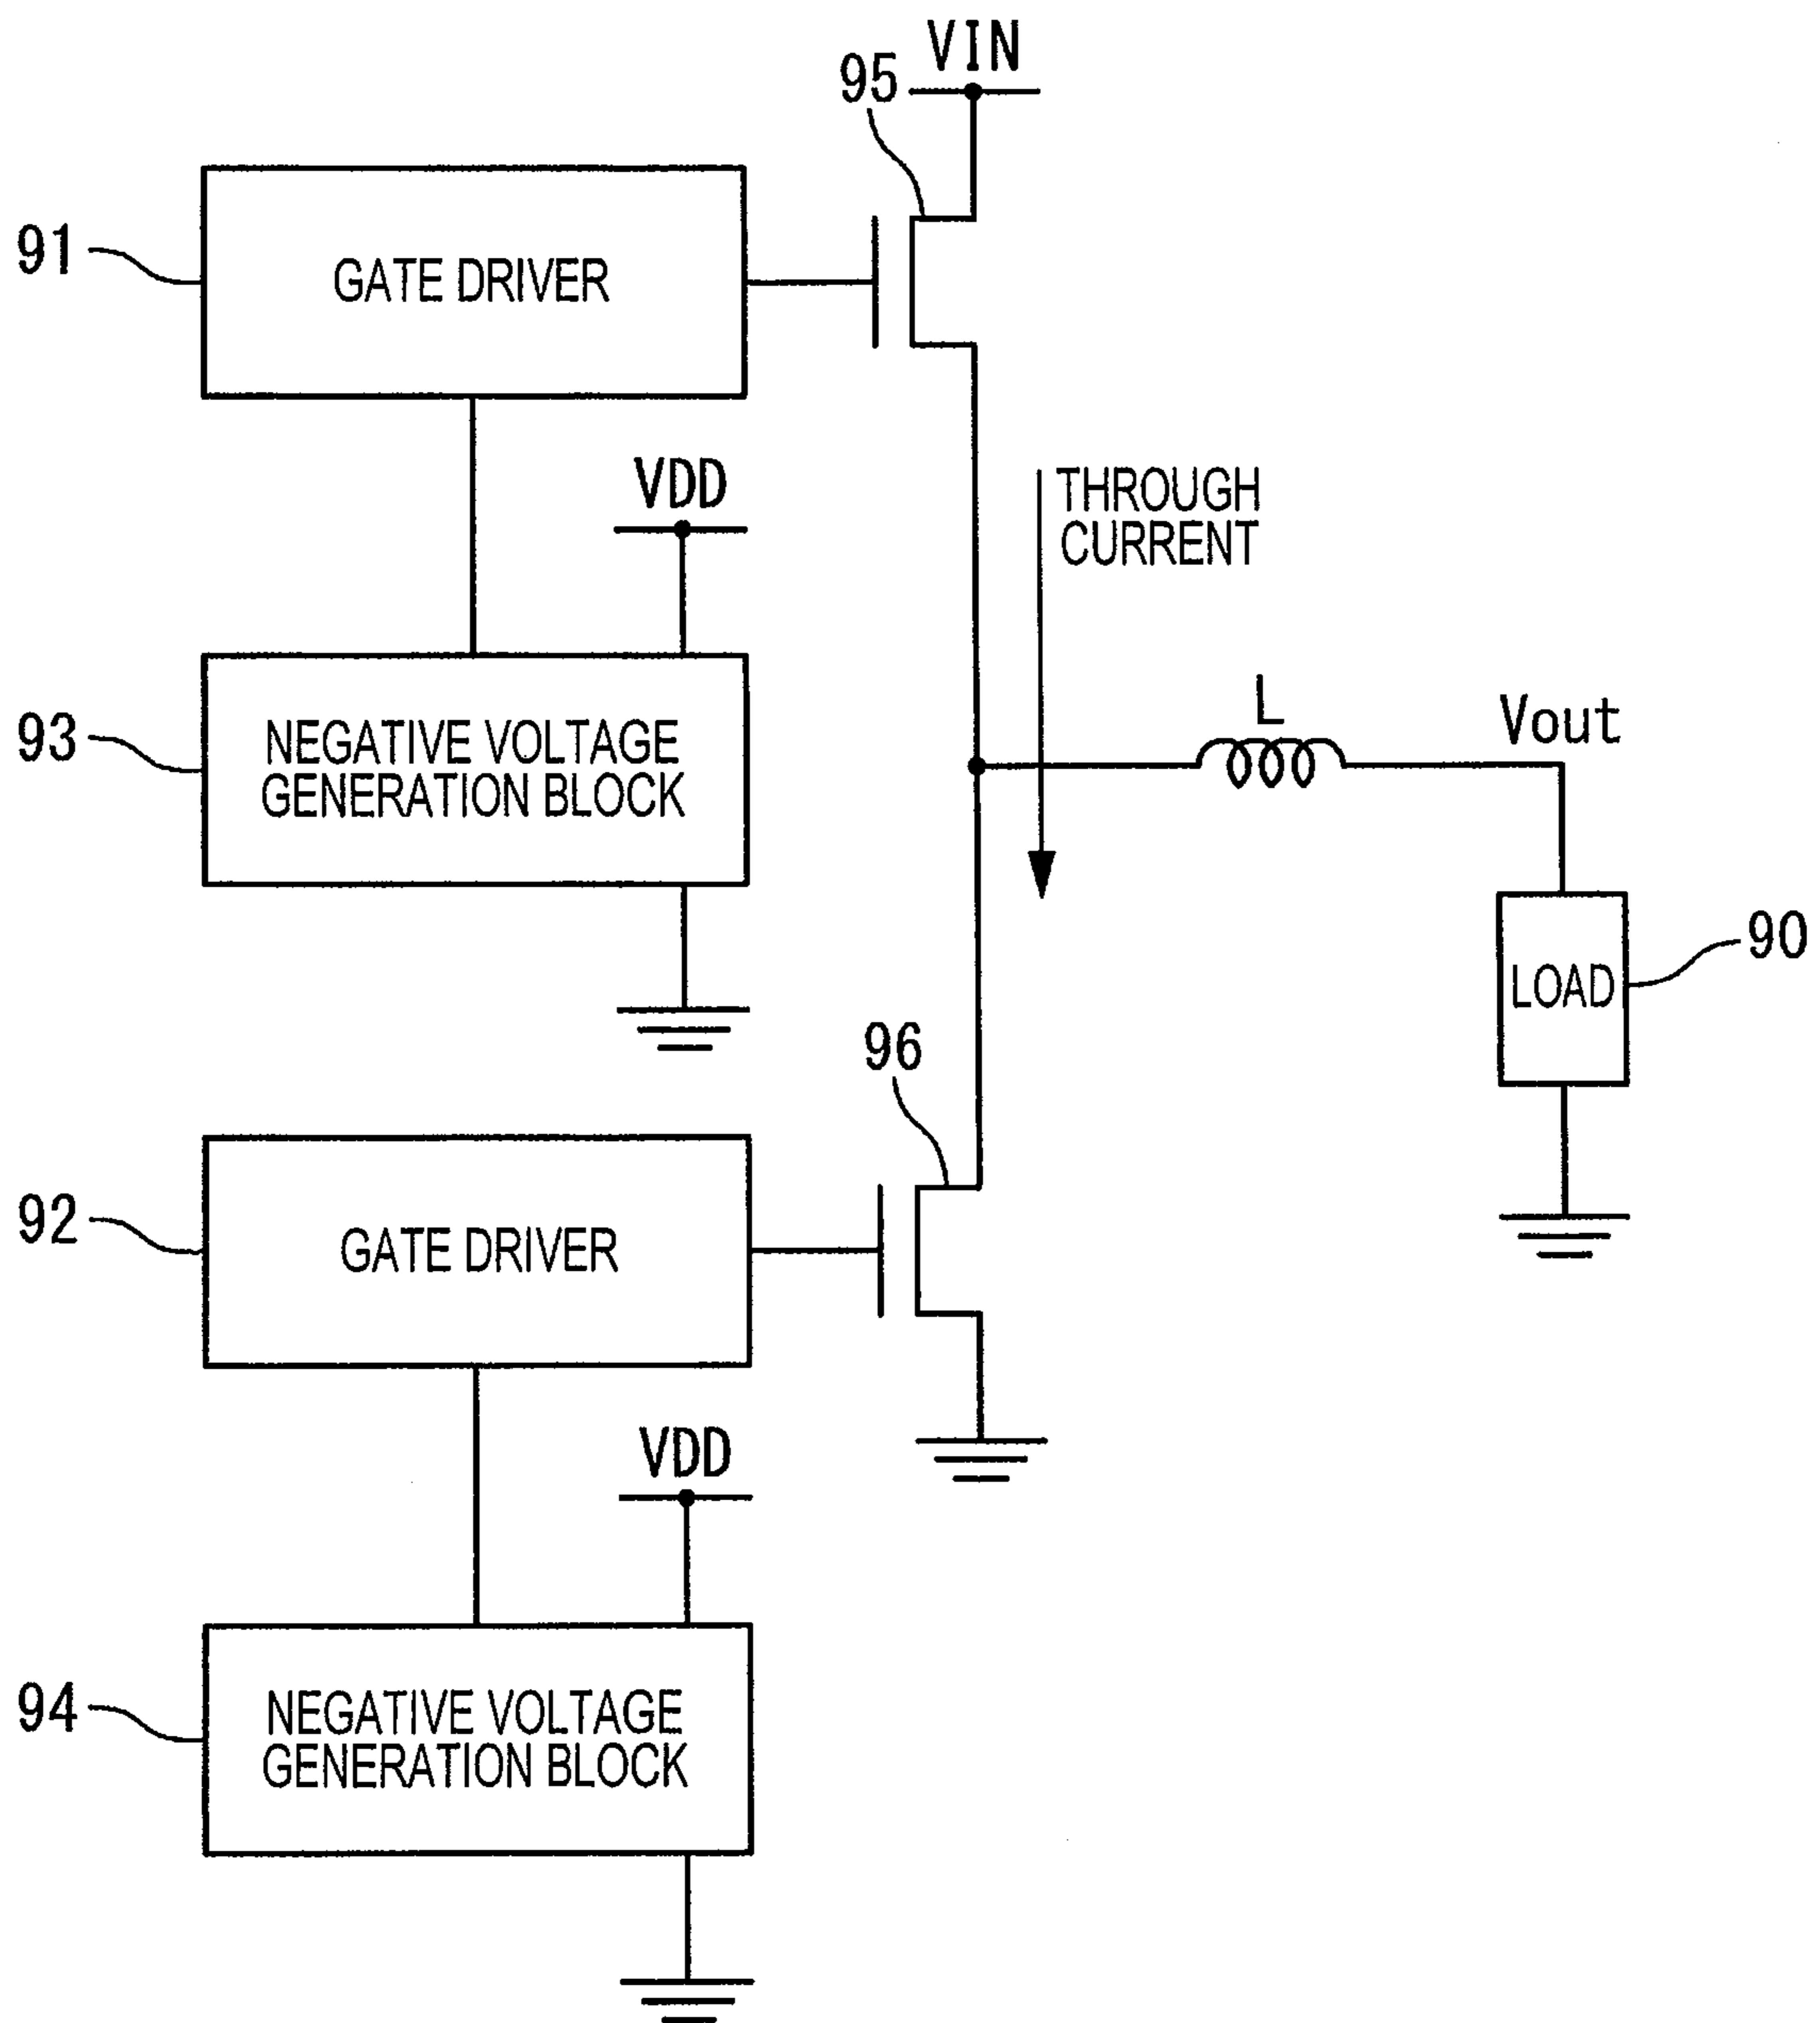 VIN
95
91
GATE DRIVER
VDD
THROUGH
CURRENT
93
NEGATIVE VOLTAGE
GENERATION BLOCK
L
Vout
90
LOAD
96
92
GATE DRIVER
VDD
94
NEGATIVE VOLTAGE
GENERATION BLOCK